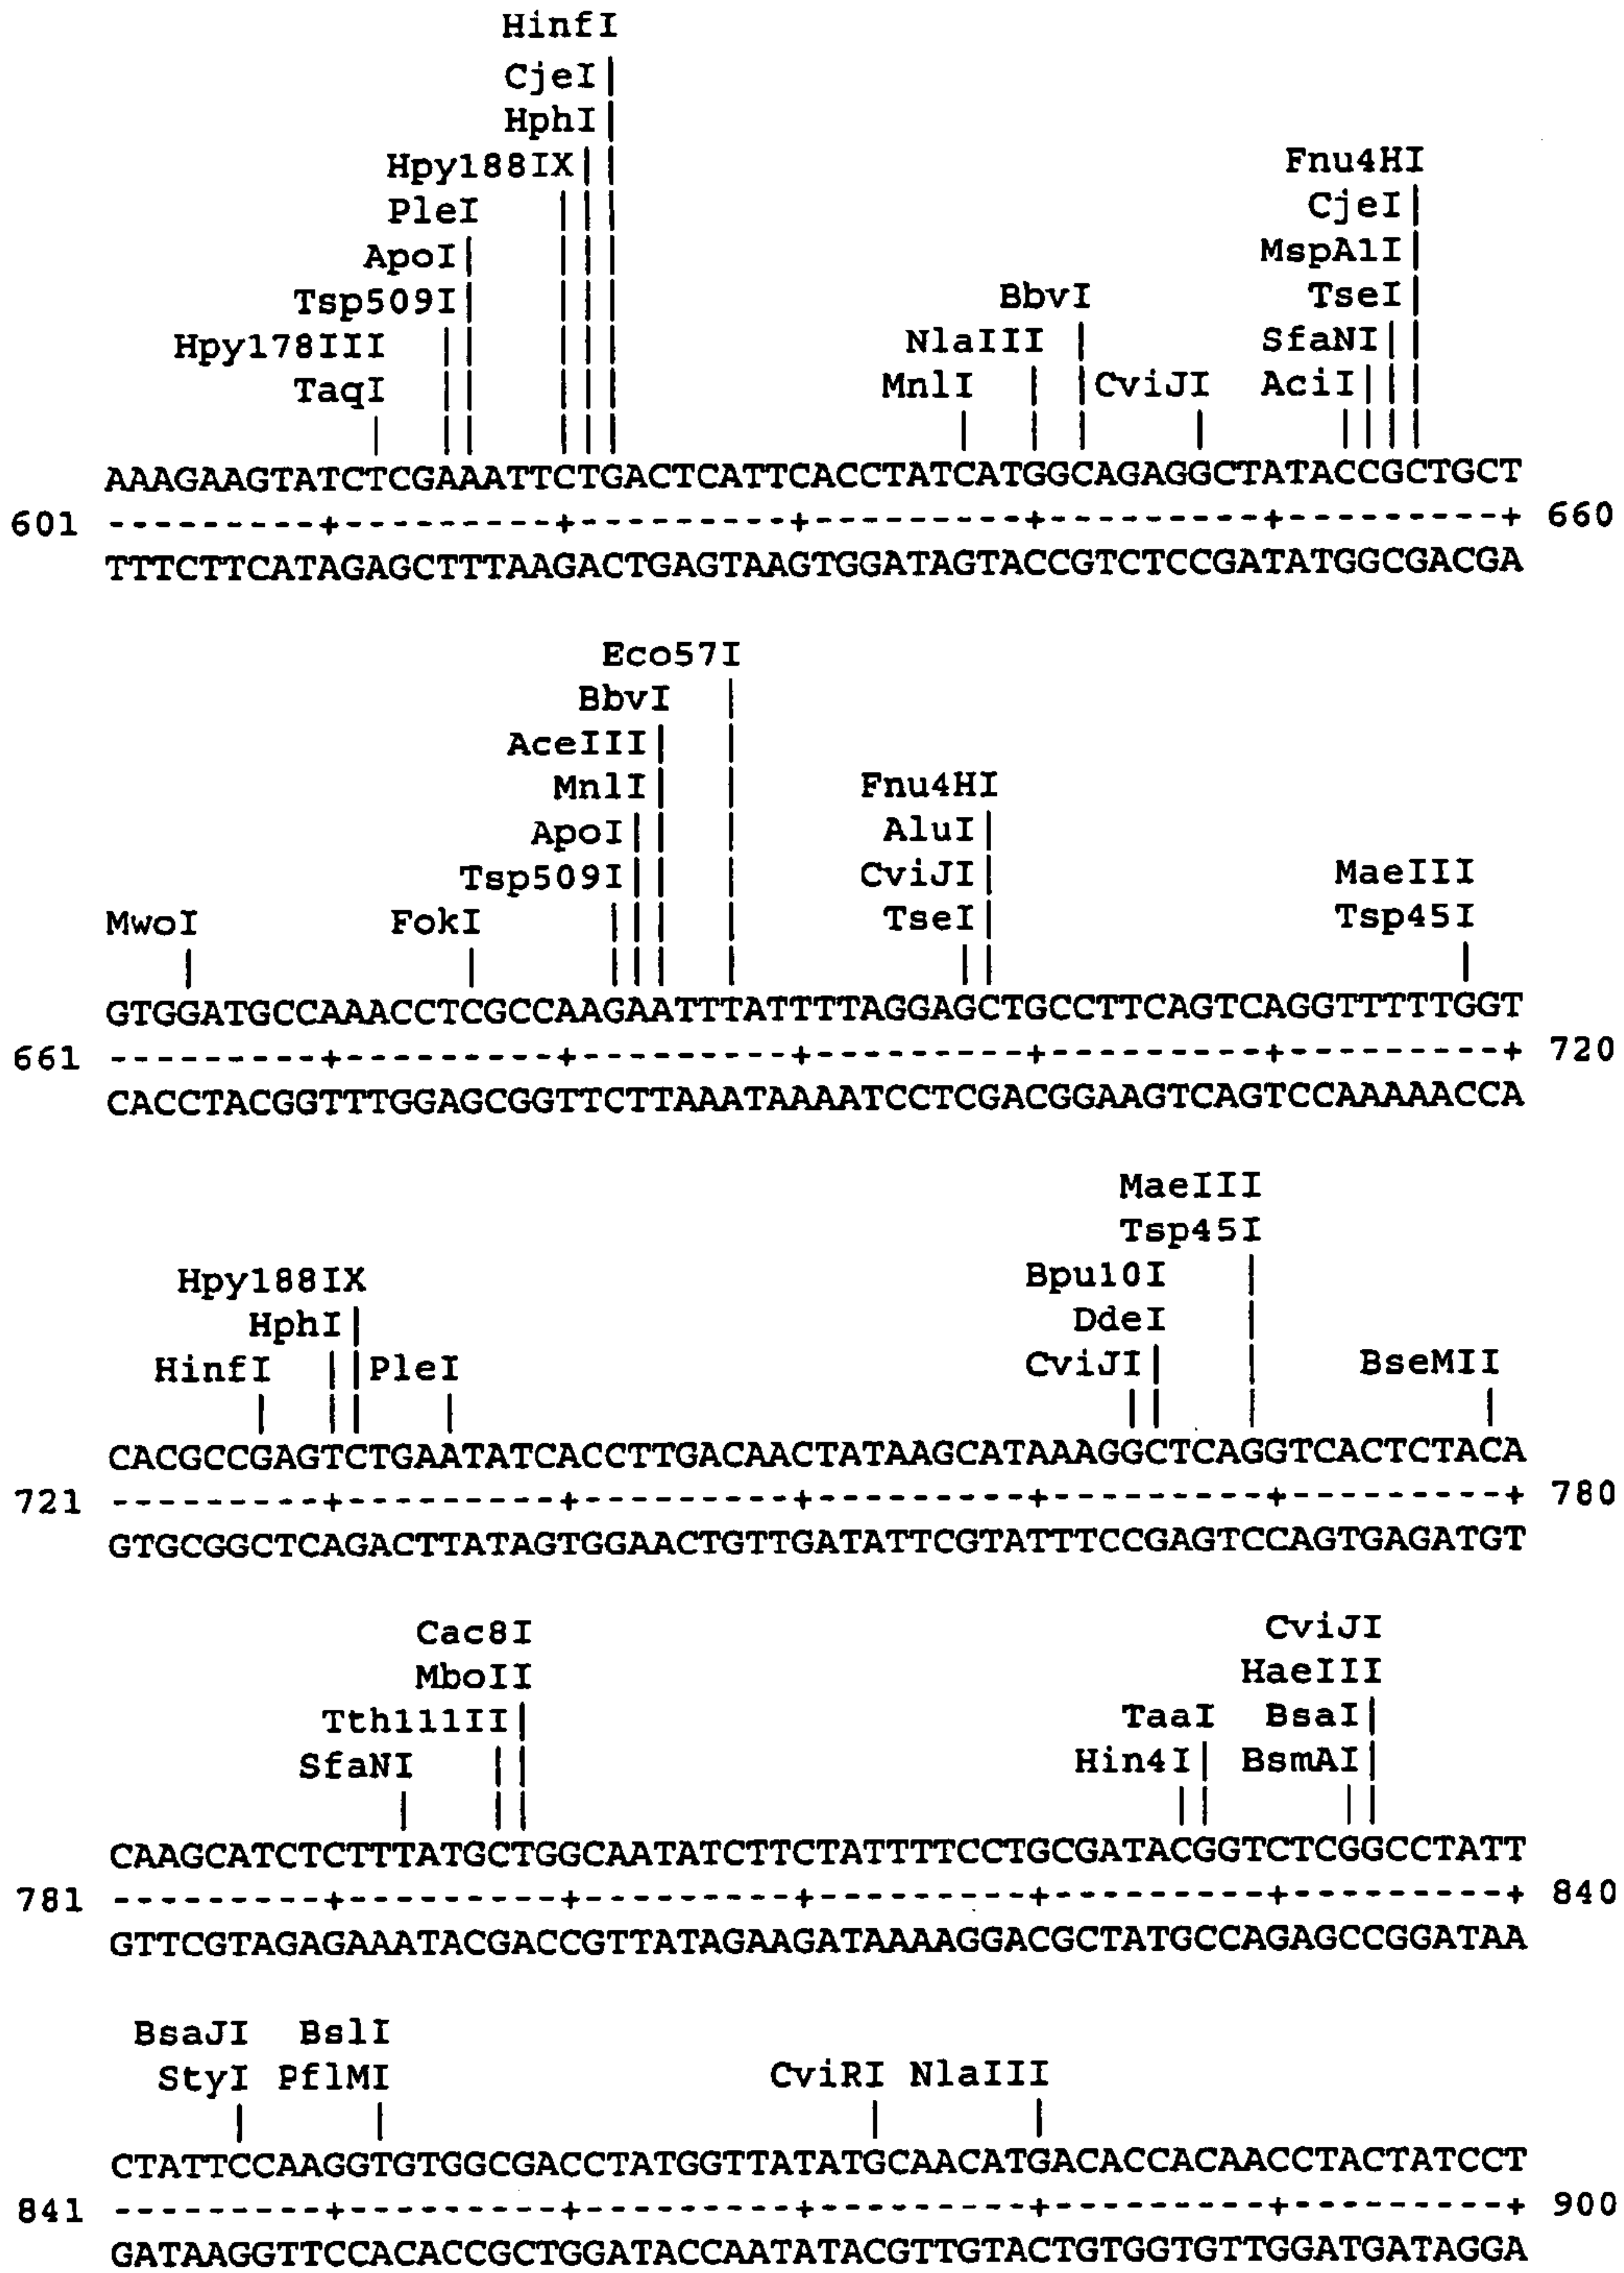 HinfI
CjeI|
HphI|
Hpy188IX| |
PleI | | |
ApoI| | | |
Tsp509I| | | | BbvI
Hpy178III | | | | | NlaIII |
TaqI | | | | | MnlI | |CviJI
Fnu4HI
CjeI|
MspA1I|
TseI|
SfaNI| |
AciI| | |
AAAGAAGTATCTCGAAATTCTGACTCATTCACCTATCATGGCAGAGGCTATACCGCTGCT
601 ---------+---------+---------+---------+---------+---------+ 660
TTTCTTCATAGAGCTTTAAGACTGAGTAAGTGGATAGTACCGTCTCCGATATGGCGACGA
Eco57I
BbvI |
AceIII| |
MnlI| | Fnu4HI
ApoI| | | AluI|
Tsp509I| | | CviJI| MaeIII
MwoI FokI | | | | TseI| Tsp45I
GTGGATGCCAAACCTCGCCAAGAATTTATTTTAGGAGCTGCCTTCAGTCAGGTTTTTGGT
661 ---------+---------+---------+---------+---------+---------+ 720
CACCTACGGTTTGGAGCGGTTCTTAAATAAAATCCTCGACGGAAGTCAGTCCAAAAACCA
MaeIII
Tsp45I
Hpy188IX Bpu10I |
HphI| DdeI |
HinfI | |PleI CviJI| | BseMII
CACGCCGAGTCTGAATATCACCTTGACAACTATAAGCATAAAGGCTCAGGTCACTCTACA
721 ---------+---------+---------+---------+---------+---------+ 780
GTGCGGCTCAGACTTATAGTGGAACTGTTGATATTCGTATTTCCGAGTCCAGTGAGATGT
Cac8I CviJI
MboII HaeIII
Tth111II| TaaI BsaI|
SfaNI | | Hin4I| BsmAI|
CAAGCATCTCTTTATGCTGGCAATATCTTCTATTTTCCTGCGATACGGTCTCGGCCTATT
781 ---------+---------+---------+---------+---------+---------+ 840
GTTCGTAGAGAAATACGACCGTTATAGAAGATAAAAGGACGCTATGCCAGAGCCGGATAA
BsaJI BslI
StyI PflMI CviRI NlaIII
CTATTCCAAGGTGTGGCGACCTATGGTTATATGCAACATGACACCACAACCTACTATCCT
841 ---------+---------+---------+---------+---------+---------+ 900
GATAAGGTTCCACACCGCTGGATACCAATATACGTTGTACTGTGGTGTTGGATGATAGGA